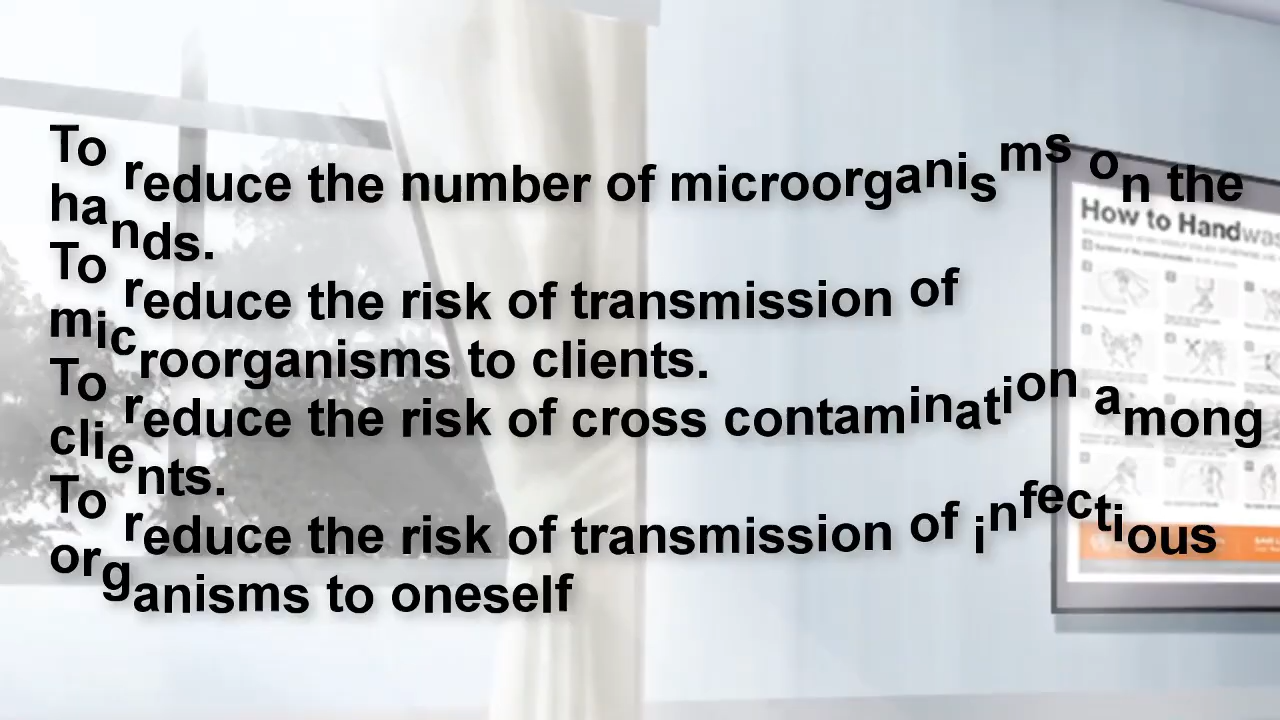 To reduce the number of microorganisms on the
hands.
To reduce the risk of transmission of
microorganisms to clients.
To reduce the risk of cross contamination among
clients.
To reduce the risk of transmission of infectious
organisms to oneself
How to Handwas